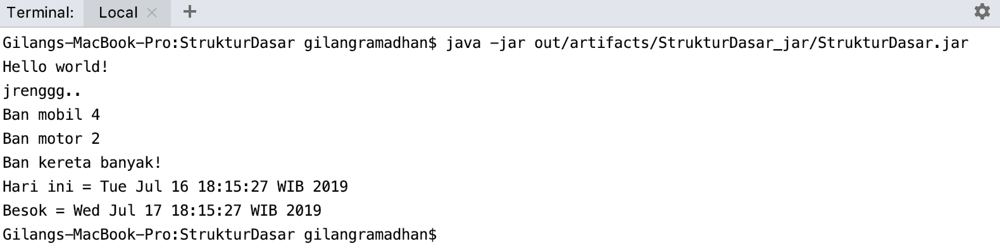 Terminal: Local × +
Gilangs-MacBook-Pro:StrukturDasar gilangramadhan$ java -jar out/artifacts/StrukturDasar_jar/StrukturDasar.jar
Hello world!
jrenggg..
Ban mobil 4
Ban motor 2
Ban kereta banyak!
Hari ini = Tue Jul 16 18:15:27 WIB 2019
Besok = Wed Jul 17 18:15:27 WIB 2019
Gilangs-MacBook-Pro:StrukturDasar gilangramadhan$